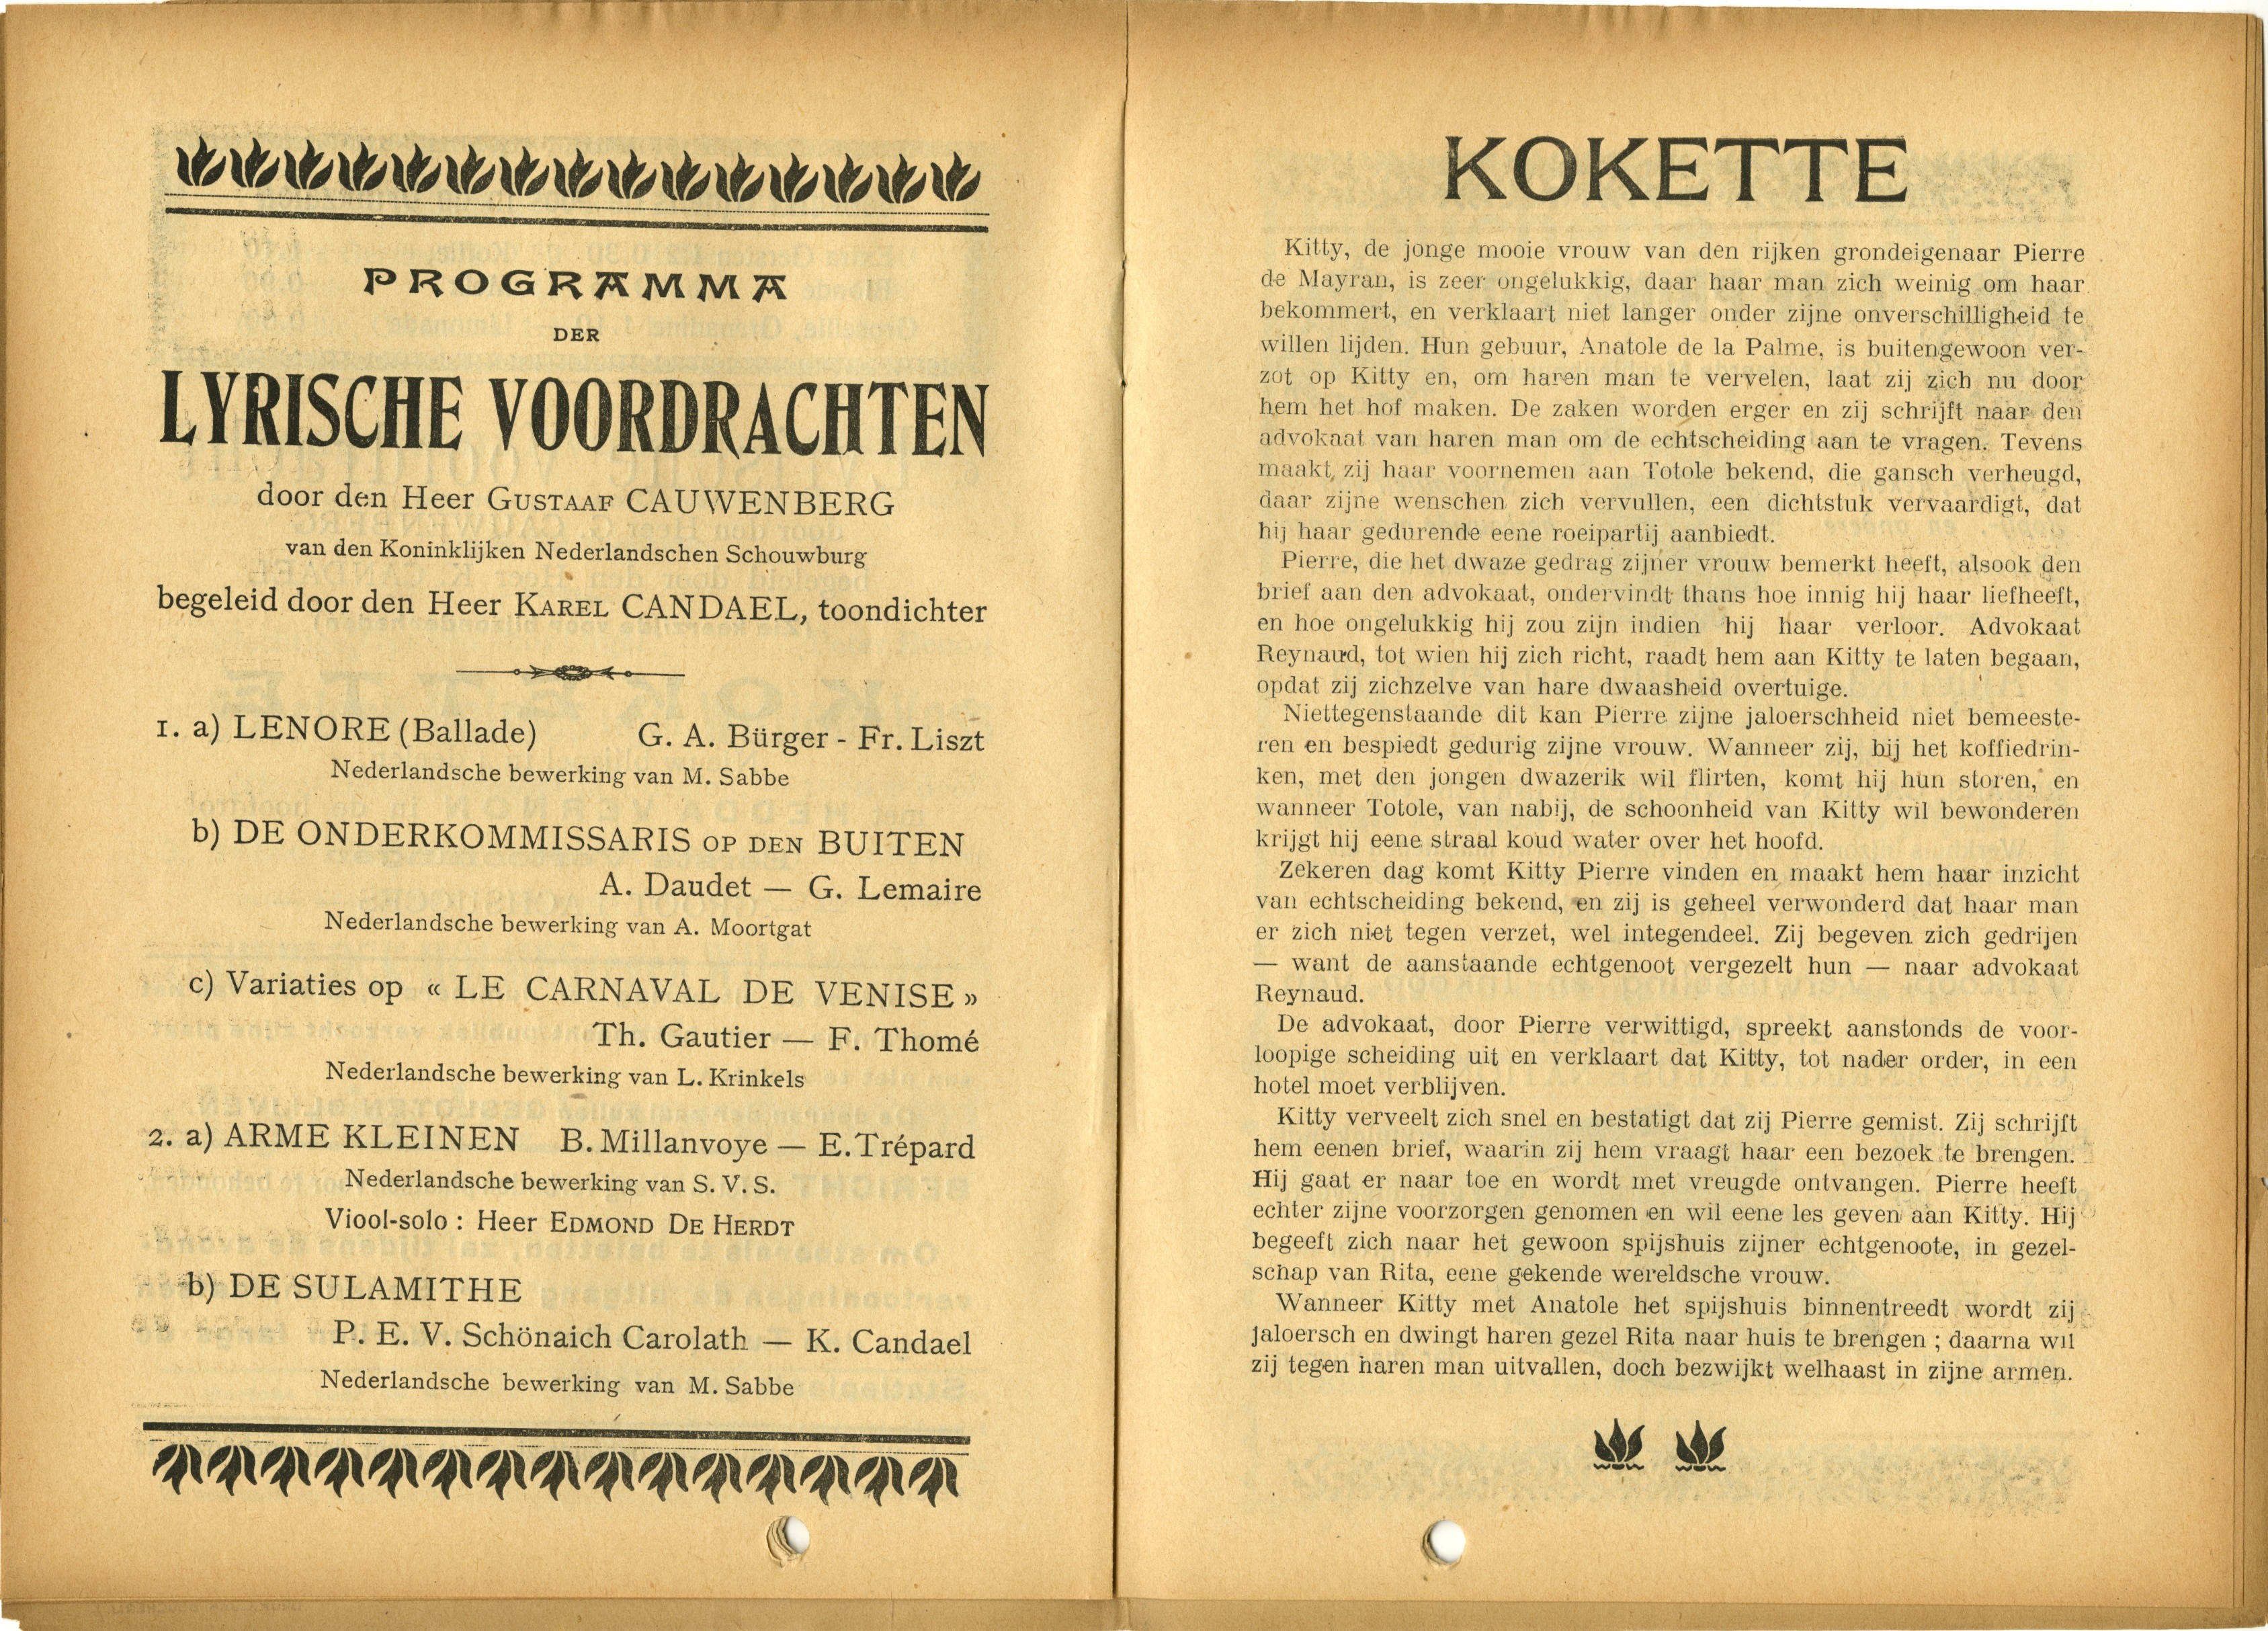 PROGRAMMA
DER
LYRISCHE VOORDRACHTEN
door den Heer GUSTAAF CAUWENBERG
van den Koninklijken Nederlandschen Schouwburg
begeleid door den Heer KAREL CANDAEL, toondichter
1. a) LENORE (Ballade) G. A. Bürger - Fr. Liszt
Nederlandsche bewerking van M. Sabbe
b) DE ONDERKOMMISSARIS OP DEN BUITEN
A. Daudet — G. Lemaire
Nederlandsche bewerking van A. Moortgat
c) Variaties op « LE CARNAVAL DE VENISE »
Th. Gautier — F. Thomé
Nederlandsche bewerking van L. Krinkels
2. a) ARME KLEINEN B. Millanvoye — E. Trépard
Nederlandsche bewerking van S. V. S.
Viool-solo : Heer EDMOND DE HERDT
b) DE SULAMITHE
P. E. V. Schönaich Carolath — K. Candael
Nederlandsche bewerking van M. Sabbe
KOKETTE
Kitty, de jonge mooie vrouw van den rijken grondeigenaar Pierre
de Mayran, is zeer ongelukkig, daar haar man zich weinig om haar
bekommert, en verklaart niet langer onder zijne onverschilligheid te
willen lijden. Hun gebuur, Anatole de la Palme, is buitengewoon ver-
zot op Kitty en, om haren man te vervelen, laat zij zich nu door
hem het hof maken. De zaken worden erger en zij schrijft naar den
advokaat van haren man om de echtscheiding aan te vragen. Tevens
maakt zij haar voornemen aan Totole bekend, die gansch verheugd,
daar zijne wenschen zich vervullen, een dichtstuk vervaardigt, dat
hij haar gedurende eene roeipartij aanbiedt.
Pierre, die het dwaze gedrag zijner vrouw bemerkt heeft, alsook den
brief aan den advokaat, ondervindt thans hoe innig hij haar liefheeft,
en hoe ongelukkig hij zou zijn indien hij haar verloor. Advokaat
Reynaud, tot wien hij zich richt, raadt hem aan Kitty te laten begaan,
opdat zij zichzelve van hare dwaasheid overtuige.
Niettegenstaande dit kan Pierre zijne jaloerschheid niet bemeeste-
ren en bespiedt gedurig zijne vrouw. Wanneer zij, bij het koffiedrin-
ken, met den jongen dwazerik wil flirten, komt hij hun storen, en
wanneer Totole, van nabij, de schoonheid van Kitty wil bewonderen
krijgt hij eene straal koud water over het hoofd.
Zekeren dag komt Kitty Pierre vinden en maakt hem haar inzicht
van echtscheiding bekend, en zij is geheel verwonderd dat haar man
er zich niet tegen verzet, wel integendeel. Zij begeven zich gedrijen
— want de aanstaande echtgenoot vergezelt hun — naar advokaat
Reynaud.
De advokaat, door Pierre verwittigd, spreekt aanstonds de voor-
loopige scheiding uit en verklaart dat Kitty, tot nader order, in een
hotel moet verblijven.
Kitty verveelt zich snel en bestatigt dat zij Pierre gemist. Zij schrijft
hem eenen brief, waarin zij hem vraagt haar een bezoek te brengen.
Hij gaat er naar toe en wordt met vreugde ontvangen. Pierre heeft
echter zijne voorzorgen genomen en wil eene les geven aan Kitty. Hij
begeeft zich naar het gewoon spijshuis zijner echtgenoote, in gezel-
schap van Rita, eene gekende wereldsche vrouw.
Wanneer Kitty met Anatole het spijshuis binnentreedt wordt zij
jaloersch en dwingt haren gezel Rita naar huis te brengen ; daarna wil
zij tegen haren man uitvallen, doch bezwijkt welhaast in zijne armen.